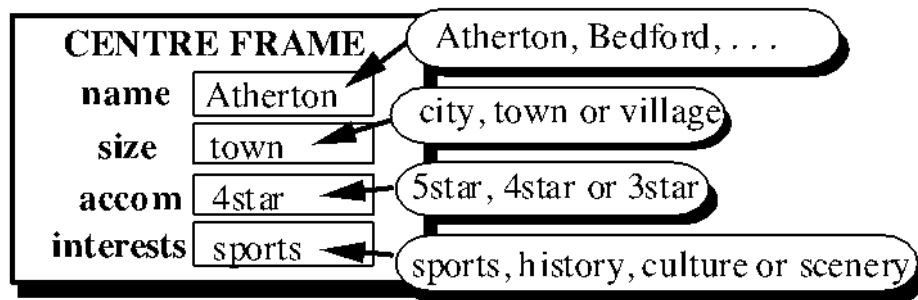 CENTRE FRAME
Atherton, Bedford, . . .
name Atherton
city, town or village
size town
accom 4star
5star, 4star or 3star
interests sports
sports, history, culture or scenery